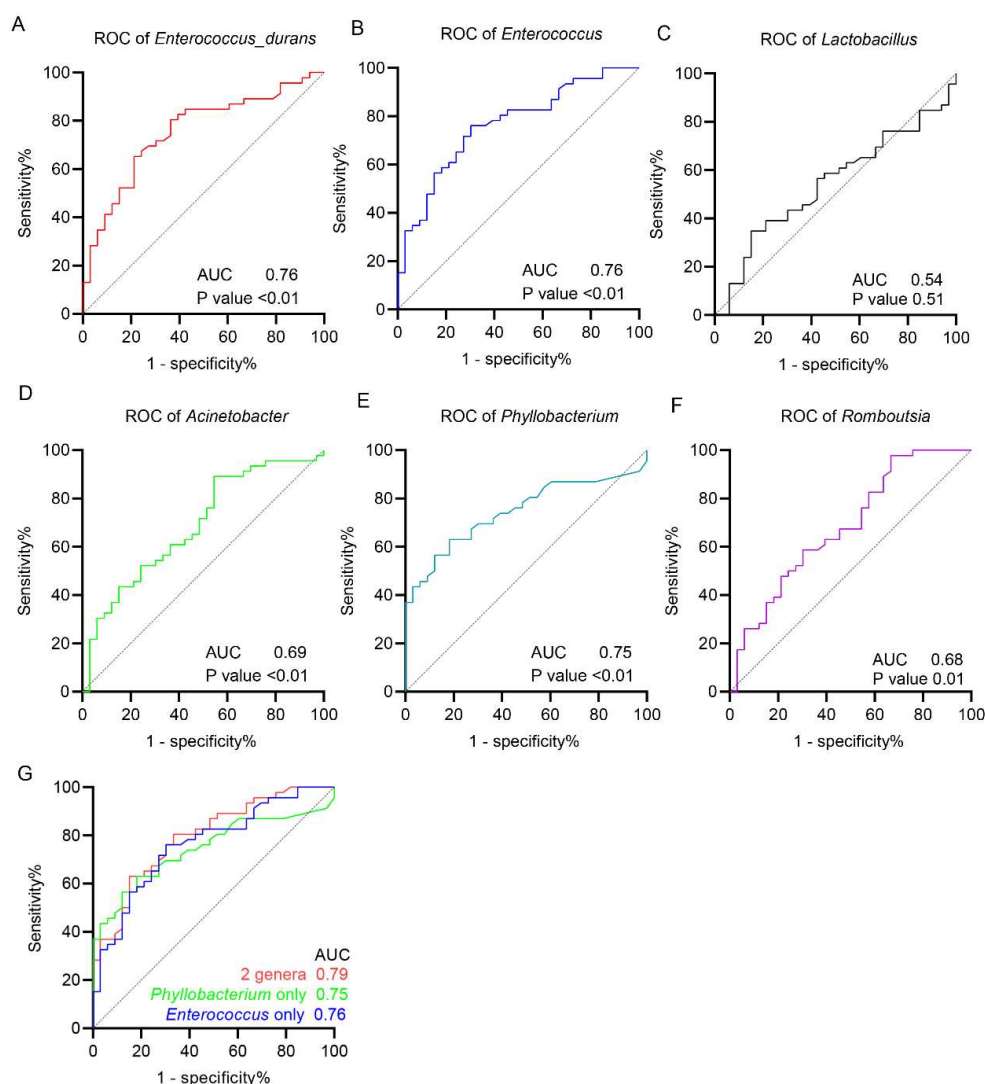 A
ROC of Enterococcus_durans
100
80
60
40
20
0
Sensitivity%
0 20 40 60 80 100
1 - specificity%
AUC 0.76
P value <0.01
B
ROC of Enterococcus
100
80
60
40
20
0
Sensitivity%
0 20 40 60 80 100
1 - specificity%
AUC 0.76
P value <0.01
C
ROC of Lactobacillus
100
80
60
40
20
0
Sensitivity%
0 20 40 60 80 100
1 - specificity%
AUC 0.54
P value 0.51
D
ROC of Acinetobacter
100
80
60
40
20
0
Sensitivity%
0 20 40 60 80 100
1 - specificity%
AUC 0.69
P value <0.01
E
ROC of Phyllobacterium
100
80
60
40
20
0
Sensitivity%
0 20 40 60 80 100
1 - specificity%
AUC 0.75
P value <0.01
F
ROC of Romboutsia
100
80
60
40
20
0
Sensitivity%
0 20 40 60 80 100
1 - specificity%
AUC 0.68
P value 0.01
G
100
80
60
40
20
0
Sensitivity%
0 20 40 60 80 100
1 - specificity%
AUC
2 genera 0.79
Phyllobacterium only 0.75
Enterococcus only 0.76